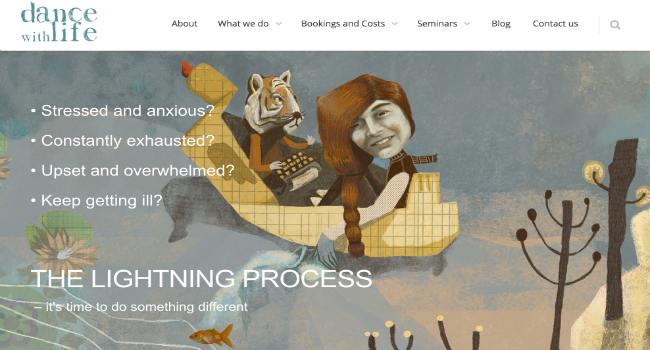 dance
with life
About What we do Bookings and Costs Seminars Blog Contact us
• Stressed and anxious?
• Constantly exhausted?
• Upset and overwhelmed?
• Keep getting ill?
THE LIGHTNING PROCESS
– it's time to do something different